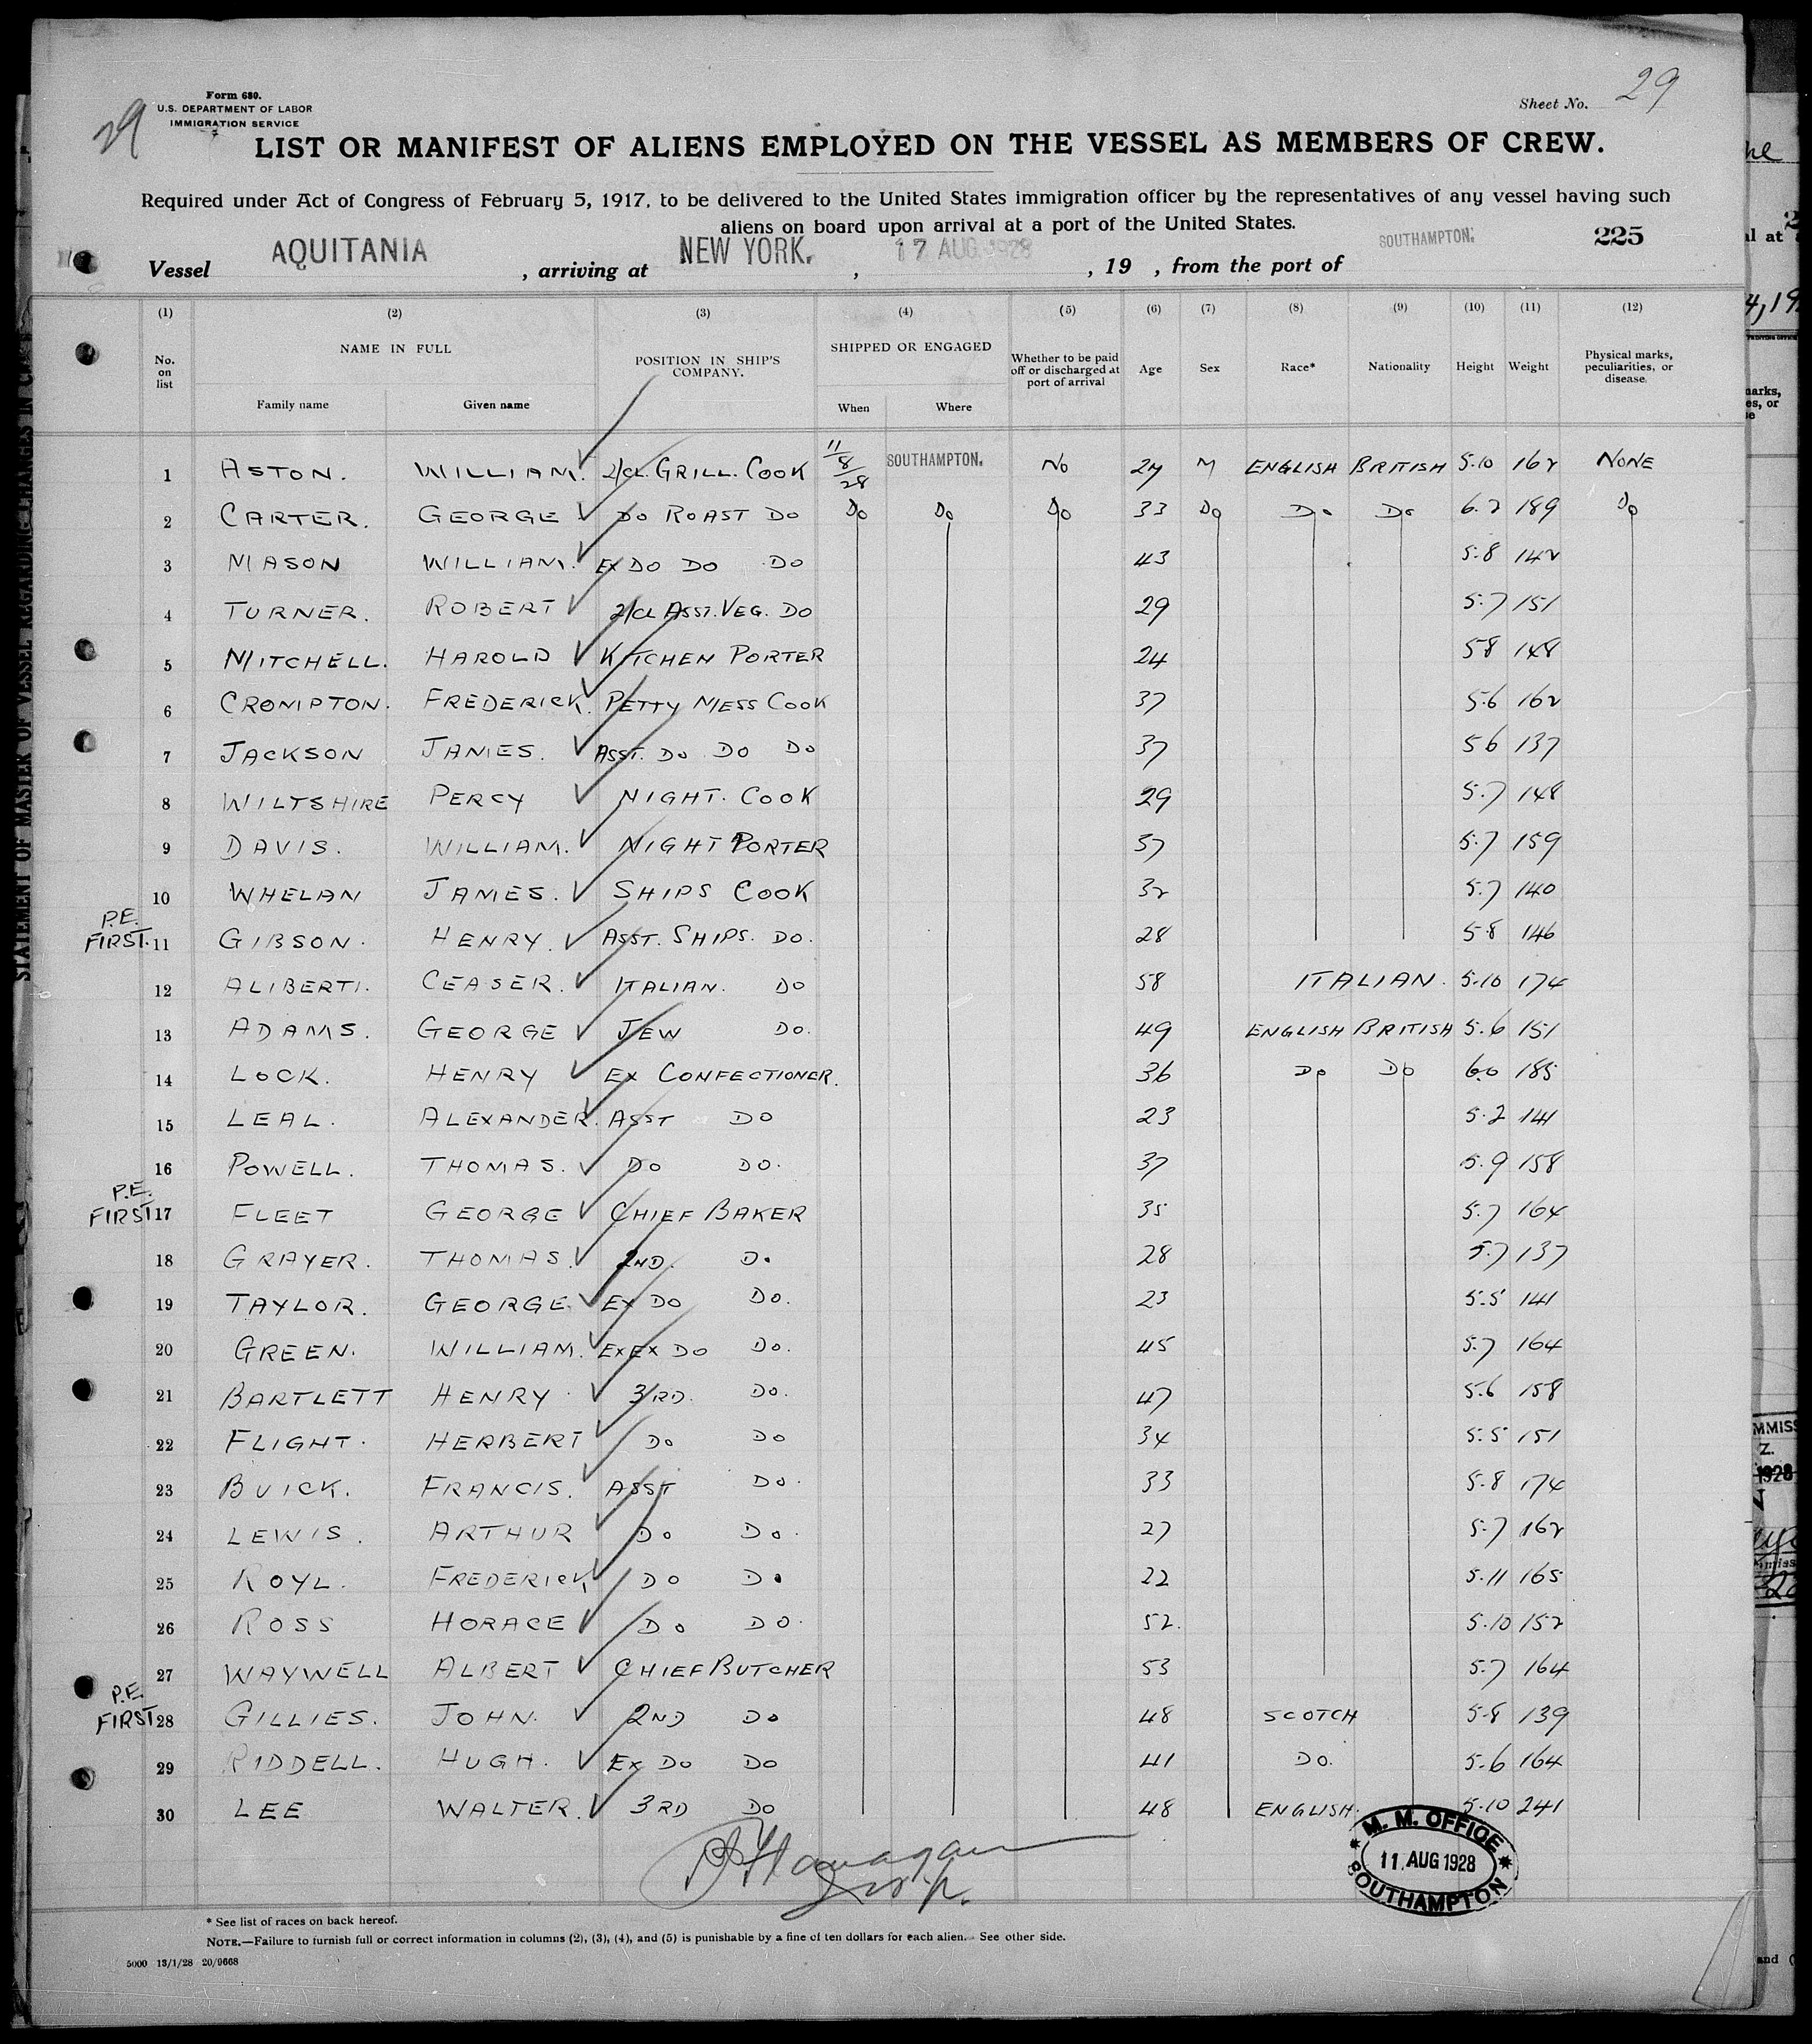 Form 680.
U.S. DEPARTMENT OF LABOR
IMMIGRATION SERVICE
29
Sheet No. 29
LIST OR MANIFEST OF ALIENS EMPLOYED ON THE VESSEL AS MEMBERS OF CREW.
Required under Act of Congress of February 5, 1917, to be delivered to the United States immigration officer by the representatives of any vessel having such
aliens on board upon arrival at a port of the United States.
225
Vessel AQUITANIA, arriving at NEW YORK., 17 AUG 1928, 19 , from the port of SOUTHAMPTON.
(1) (2) (3) (4) (5) (6) (7) (8) (9) (10) (11) (12)
No. on list NAME IN FULL POSITION IN SHIP'S COMPANY. SHIPPED OR ENGAGED Whether to be paid off or discharged at port of arrival Age Sex Race* Nationality Height Weight Physical marks, peculiarities, or disease
Family name Given name When Where
1 ASTON. WILLIAM. 2/CL. GRILL. COOK 11/8/28 SOUTHAMPTON. NO 24 M ENGLISH BRITISH 5.10 162 NONE
2 CARTER. GEORGE DO ROAST DO DO DO DO 33 DO DO DO 6.2 189 DO
3 MASON WILLIAM. EX DO DO DO 43 5.8 142
4 TURNER. ROBERT 2/CL ASST. VEG. DO 29 5.7 151
5 MITCHELL. HAROLD KITCHEN PORTER 24 58 148
6 CROMPTON. FREDERICK. PETTY MESS COOK 37 5.6 162
7 JACKSON JAMES. ASST. DO DO DO 37 56 137
8 WILTSHIRE PERCY NIGHT. COOK 29 5.7 148
9 DAVIS. WILLIAM. NIGHT PORTER 37 5.7 159
10 WHELAN JAMES. SHIPS COOK 32 5.7 140
P.E. FIRST. 11 GIBSON. HENRY. ASST. SHIPS. DO. 28 5.8 146
12 ALIBERTI. CEASER. ITALIAN. DO 58 ITALIAN. 5.10 174
13 ADAMS. GEORGE JEW DO. 49 ENGLISH BRITISH 5.6 151
14 LOCK. HENRY EX CONFECTIONER. 36 DO DO 6.0 185
15 LEAL. ALEXANDER. ASST DO 23 5.2 141
16 POWELL. THOMAS. DO DO. 37 5.9 158
P.E. FIRST 17 FLEET GEORGE CHIEF BAKER 35 5.7 164
18 GRAYER. THOMAS. 2ND. DO 28 5.7 137
19 TAYLOR. GEORGE. EX DO DO. 23 5.5 141
20 GREEN. WILLIAM. EX EX DO DO. 45 5.7 164
21 BARTLETT HENRY. 3/RD. DO. 47 5.6 158
22 FLIGHT. HERBERT DO DO 34 5.5 151
23 BUICK. FRANCIS. ASST DO. 33 5.8 174
24 LEWIS. ARTHUR DO DO. 27 5.7 162
25 ROYL. FREDERICK DO DO 22 5.11 165
26 ROSS HORACE DO DO. 52. 5.10 152
27 WAYWELL ALBERT CHIEF BUTCHER 53 5.7 164
P.E. FIRST 28 GILLIES. JOHN. 2ND DO 48 SCOTCH 5.8 139
29 RIDDELL. HUGH. EX DO DO 41 DO. 5.6 164
30 LEE WALTER. 3RD DO 48 ENGLISH. 5.10 241
M. M. OFFICE
11 AUG 1928
SOUTHAMPTON
* See list of races on back hereof.
NOTE.—Failure to furnish full or correct information in columns (2), (3), (4), and (5) is punishable by a fine of ten dollars for each alien. See other side.
5000 13/1/28 20/9668